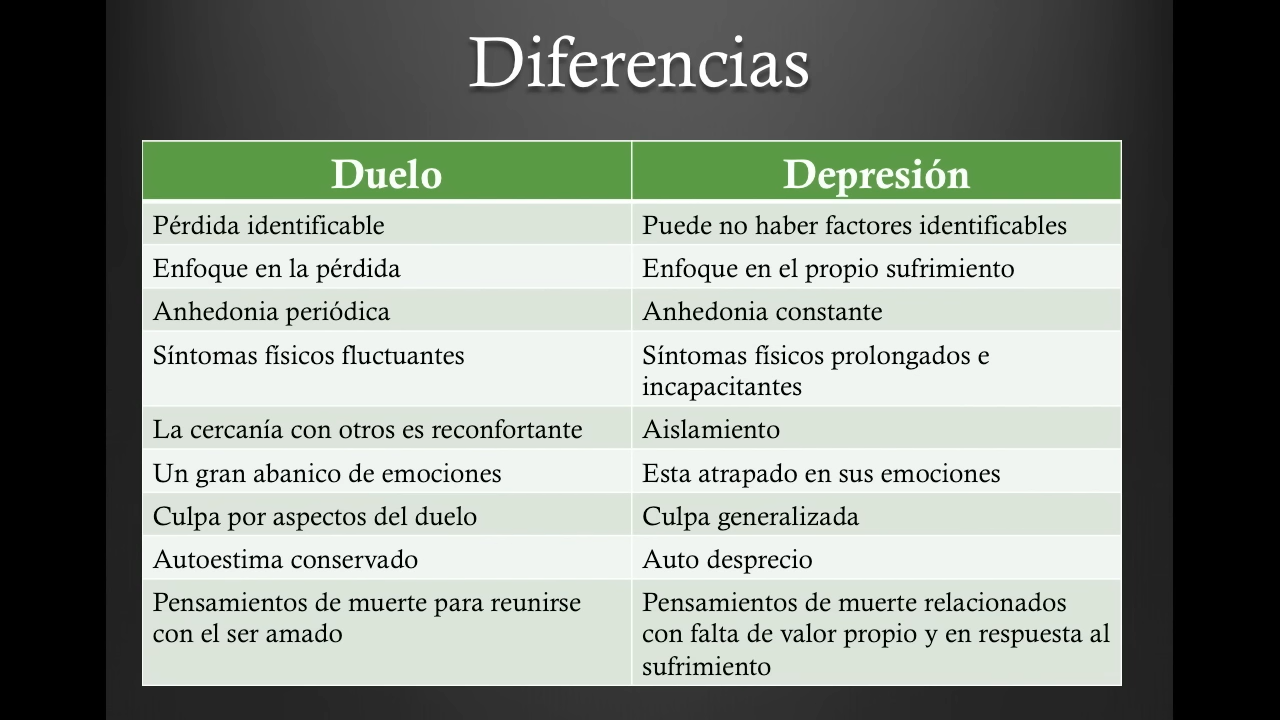 Diferencias
Duelo
Depresión
Pérdida identificable
Puede no haber factores identificables
Enfoque en la pérdida
Enfoque en el propio sufrimiento
Anhedonia periódica
Anhedonia constante
Síntomas físicos fluctuantes
Síntomas físicos prolongados e
incapacitantes
La cercanía con otros es reconfortante
Aislamiento
Un gran abanico de emociones
Esta atrapado en sus emociones
Culpa por aspectos del duelo
Culpa generalizada
Autoestima conservado
Auto desprecio
Pensamientos de muerte para reunirse
con el ser amado
Pensamientos de muerte relacionados
con falta de valor propio y en respuesta al
sufrimiento